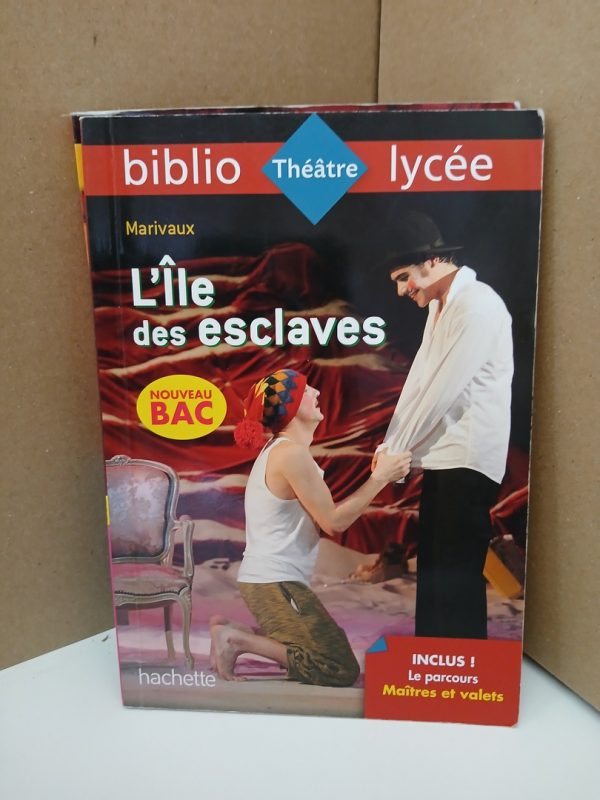 biblio Théâtre lycée
Marivaux
L'Île
des esclaves
NOUVEAU
BAC
INCLUS !
Le parcours
Maîtres et valets
hachette